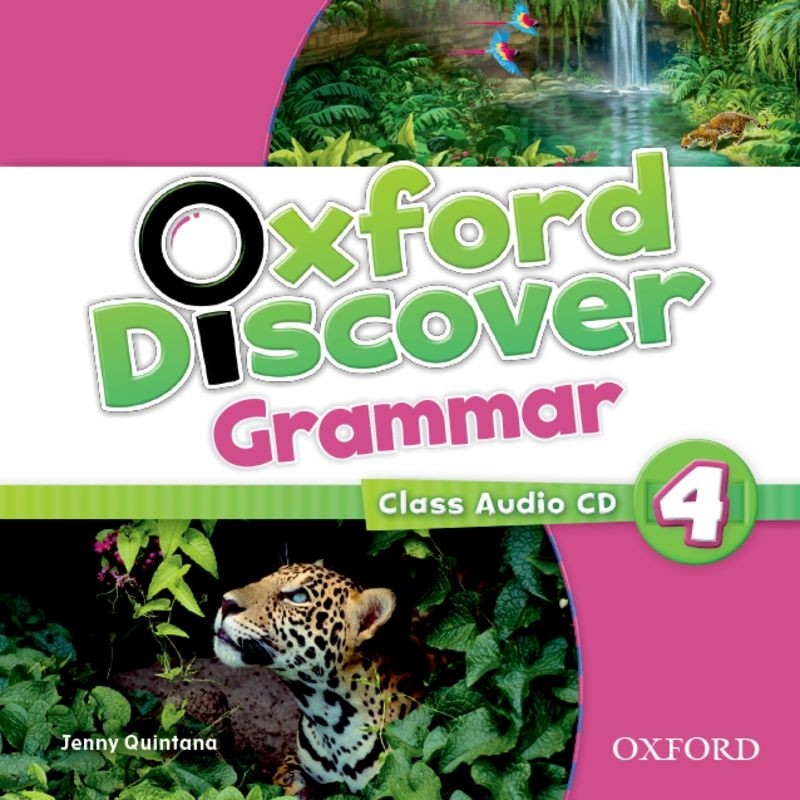 Oxford
Discover
Grammar
Class Audio CD 4
Jenny Quintana
OXFORD